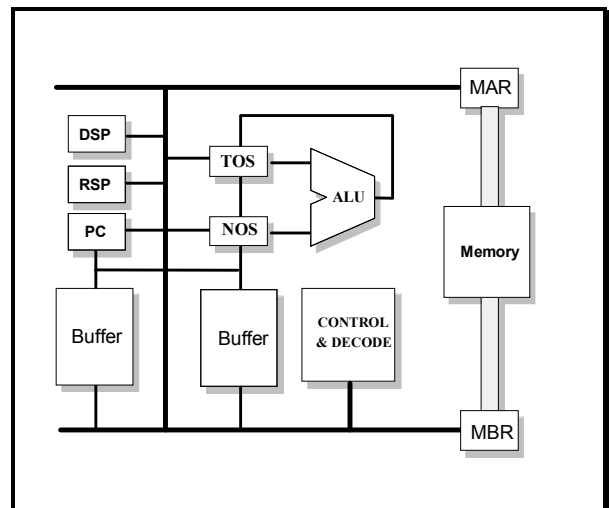 MAR
DSP
TOS
RSP
ALU
PC
NOS
Memory
Buffer
Buffer
CONTROL
& DECODE
MBR